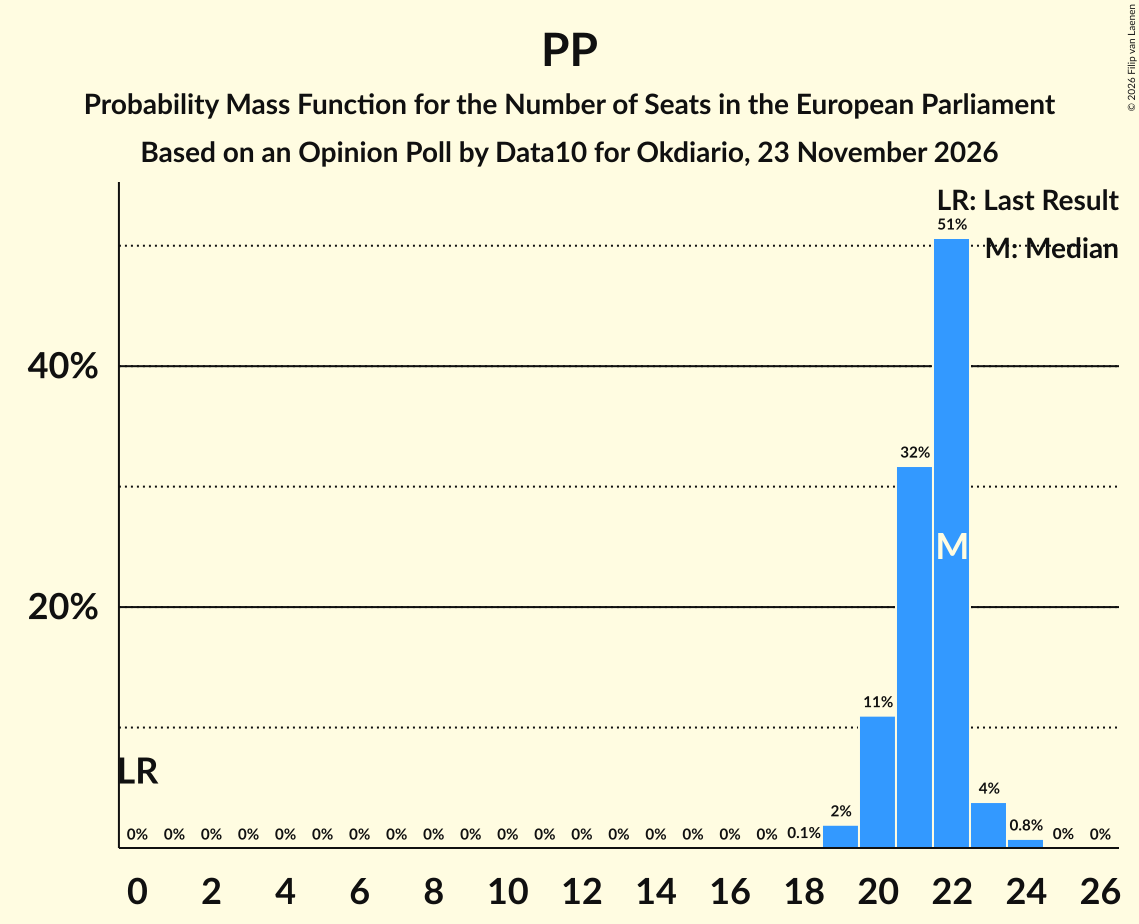 PP
Probability Mass Function for the Number of Seats in the European Parliament
Based on an Opinion Poll by Data10 for Okdiario, 23 November 2026
© 2026 Filip van Laenen
LR: Last Result
M: Median
51%
40%
32%
M
20%
11%
LR
4%
2%
0.8%
0% 0% 0% 0% 0% 0% 0% 0% 0% 0% 0% 0% 0% 0% 0% 0% 0% 0% 0.1% 0% 0%
0 2 4 6 8 10 12 14 16 18 20 22 24 26